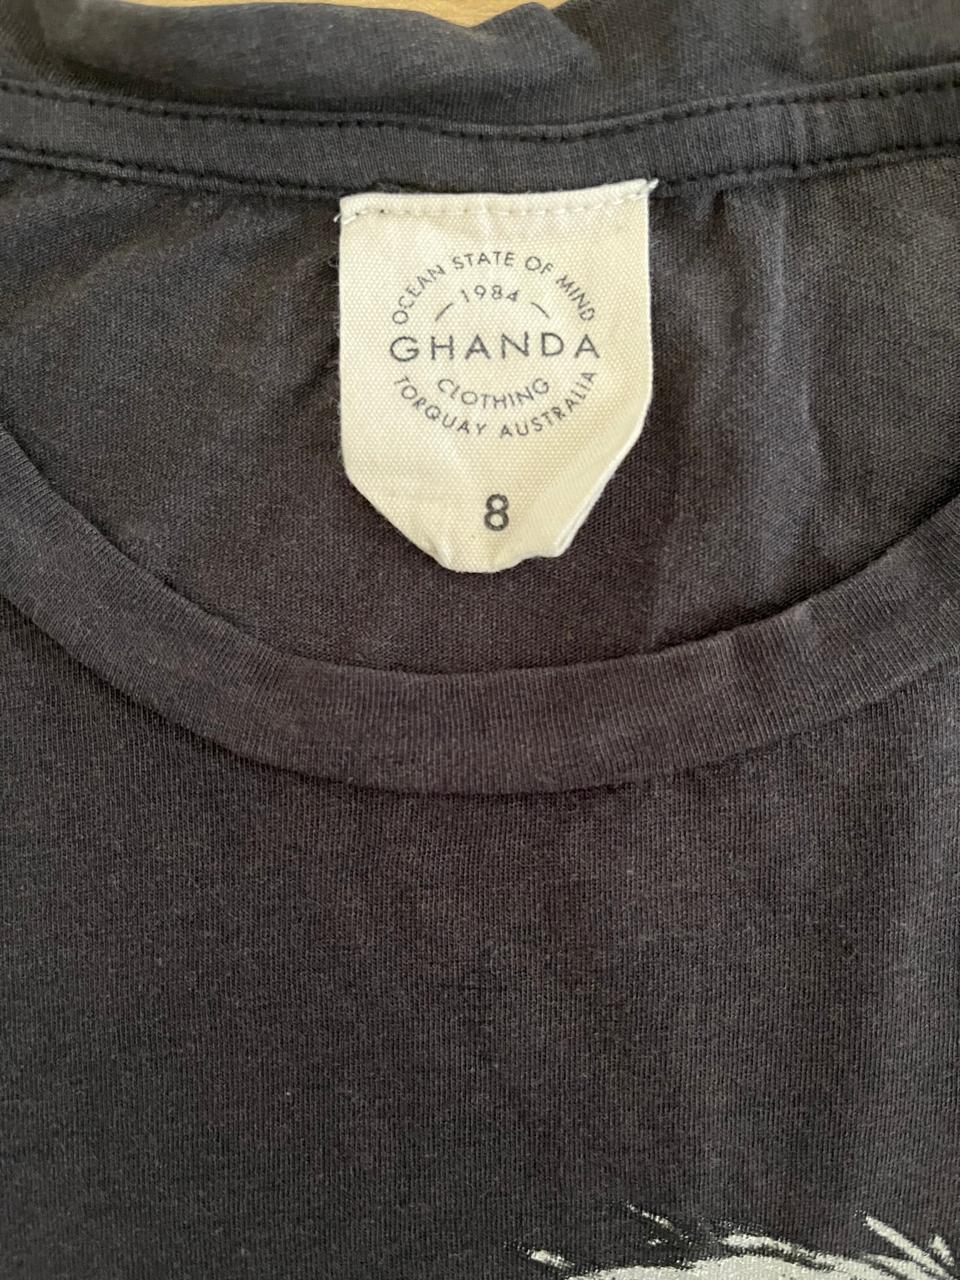 OCEAN STATE OF MIND
1984
GHANDA
CLOTHING
TORQUAY AUSTRALIA
8